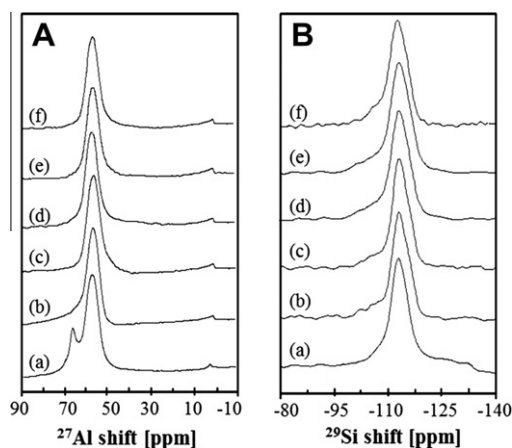 A
(f)
(e)
(d)
(c)
(b)
(a)
90 70 50 30 10 -10
²⁷Al shift [ppm]
B
(f)
(e)
(d)
(c)
(b)
(a)
-80 -95 -110 -125 -140
²⁹Si shift [ppm]